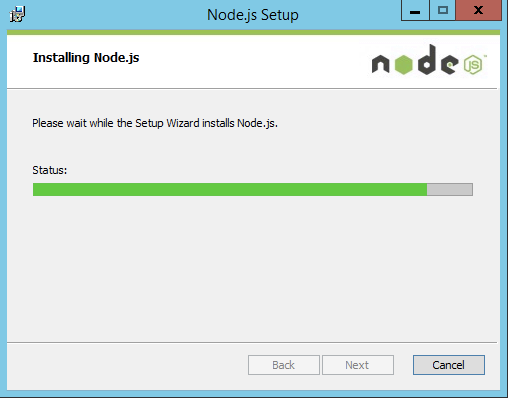 Node.js Setup
Installing Node.js
node JS™
Please wait while the Setup Wizard installs Node.js.
Status:
Back
Next
Cancel